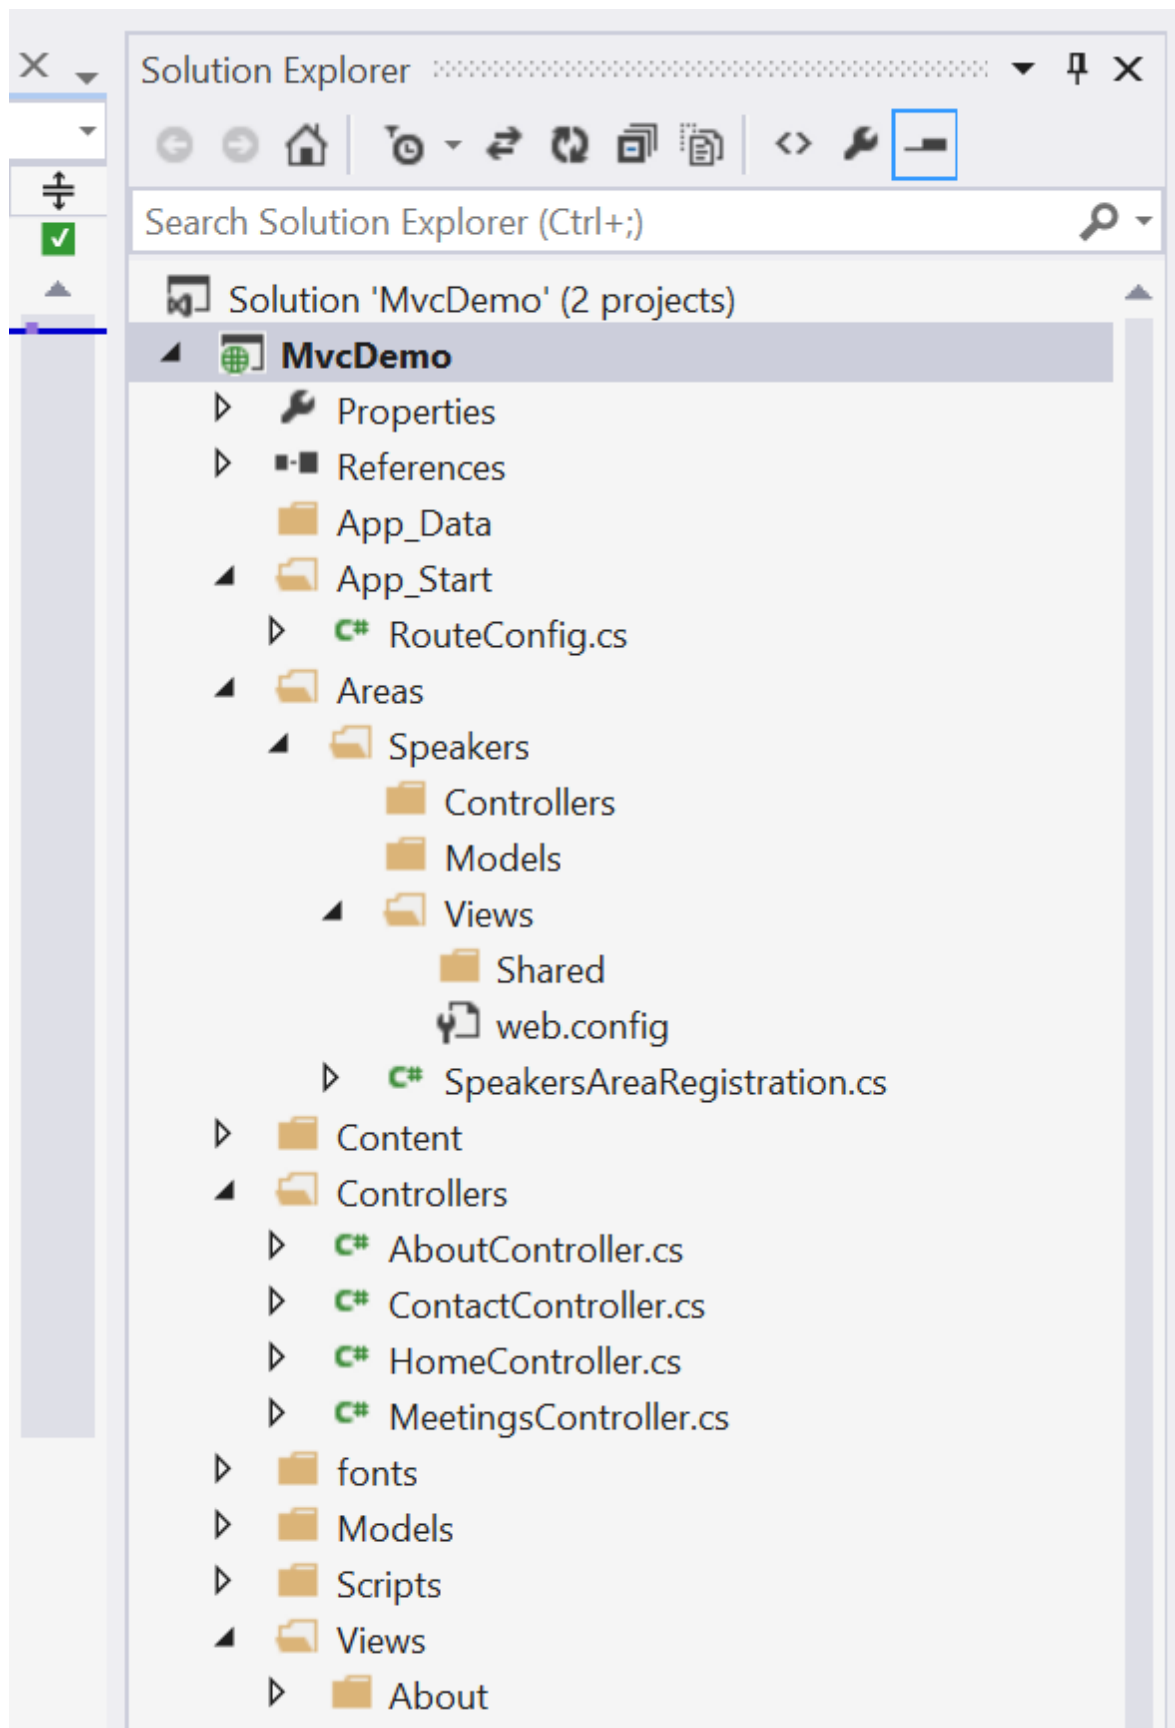 Solution Explorer
Search Solution Explorer (Ctrl+;)
Solution 'MvcDemo' (2 projects)
MvcDemo
Properties
References
App_Data
App_Start
C# RouteConfig.cs
Areas
Speakers
Controllers
Models
Views
Shared
web.config
C# SpeakersAreaRegistration.cs
Content
Controllers
C# AboutController.cs
C# ContactController.cs
C# HomeController.cs
C# MeetingsController.cs
fonts
Models
Scripts
Views
About